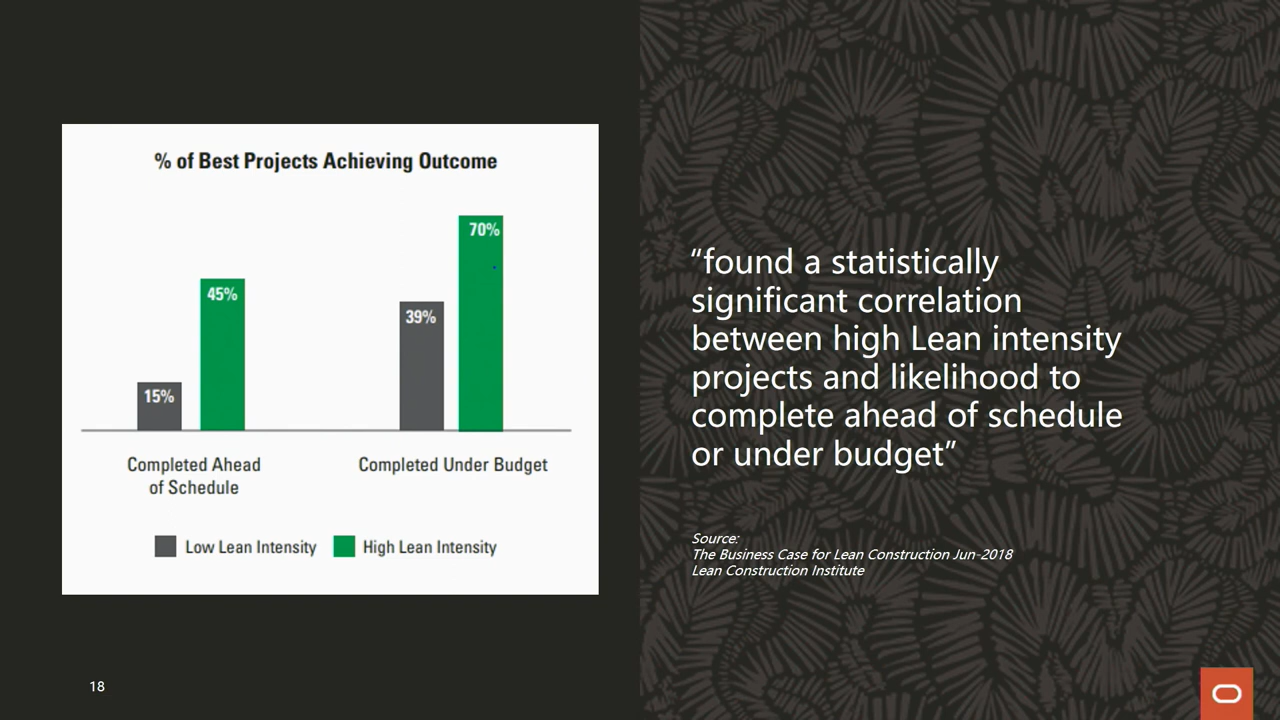 % of Best Projects Achieving Outcome
70%
45%
39%
15%
Completed Ahead
of Schedule
Completed Under Budget
Low Lean Intensity
High Lean Intensity
“found a statistically
significant correlation
between high Lean intensity
projects and likelihood to
complete ahead of schedule
or under budget”
Source:
The Business Case for Lean Construction Jun-2018
Lean Construction Institute
18